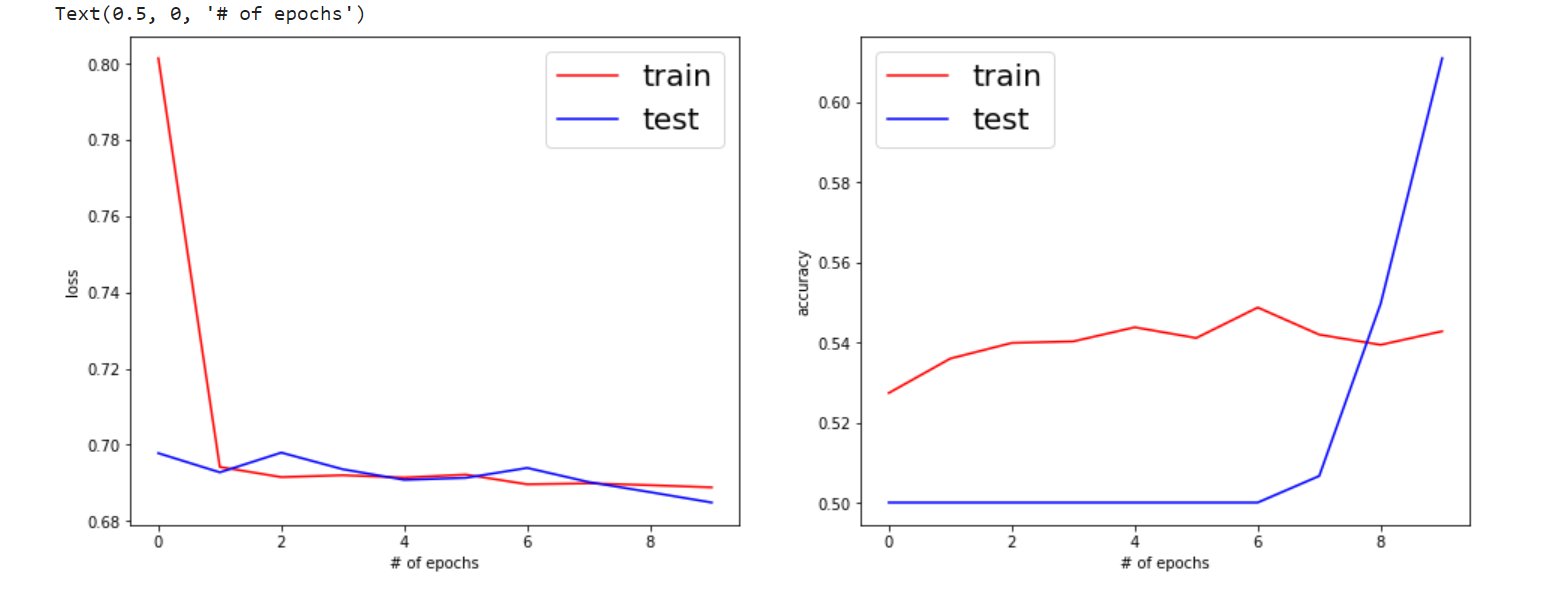 Text(0.5, 0, '# of epochs')
train
test
0.80
0.78
0.76
0.74
0.72
0.70
0.68
loss
0 2 4 6 8
# of epochs
train
test
0.60
0.58
0.56
0.54
0.52
0.50
accuracy
0 2 4 6 8
# of epochs